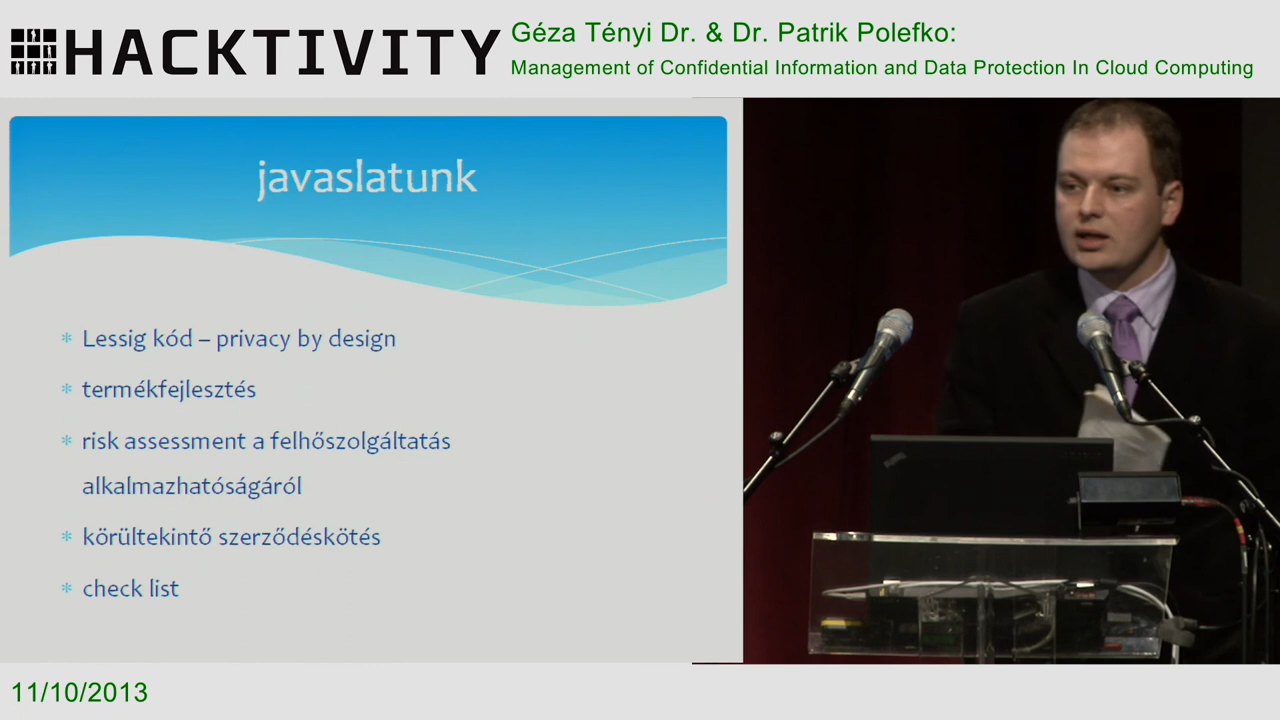 HACKTIVITY
Géza Tényi Dr. & Dr. Patrik Polefko:
Management of Confidential Information and Data Protection In Cloud Computing
javaslatunk
* Lessig kód – privacy by design
* termékfejlesztés
* risk assessment a felhőszolgáltatás
alkalmazhatóságáról
* körültekintő szerződéskötés
* check list
11/10/2013